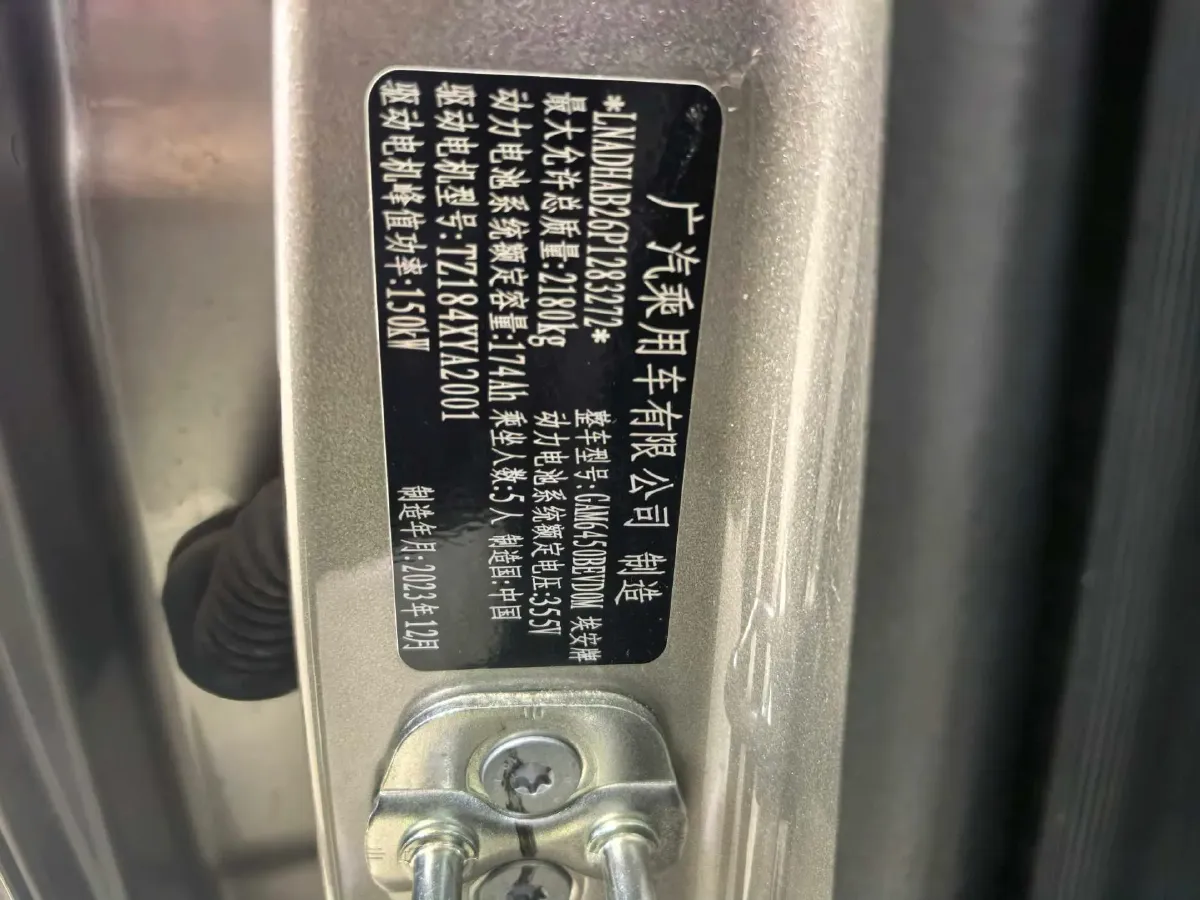 广汽乘用车有限公司 制造
*LNADHAB26P1283272* 整车型号:GAM6450BEVD0M 埃安牌
最大允许总质量:2180kg 动力电池系统额定电压:355V
动力电池系统额定容量:174Ah 乘坐人数:5人 制造国:中国
驱动电机型号:TZ184XYA2001
驱动电机峰值功率:150kW 制造年月:2023年12月